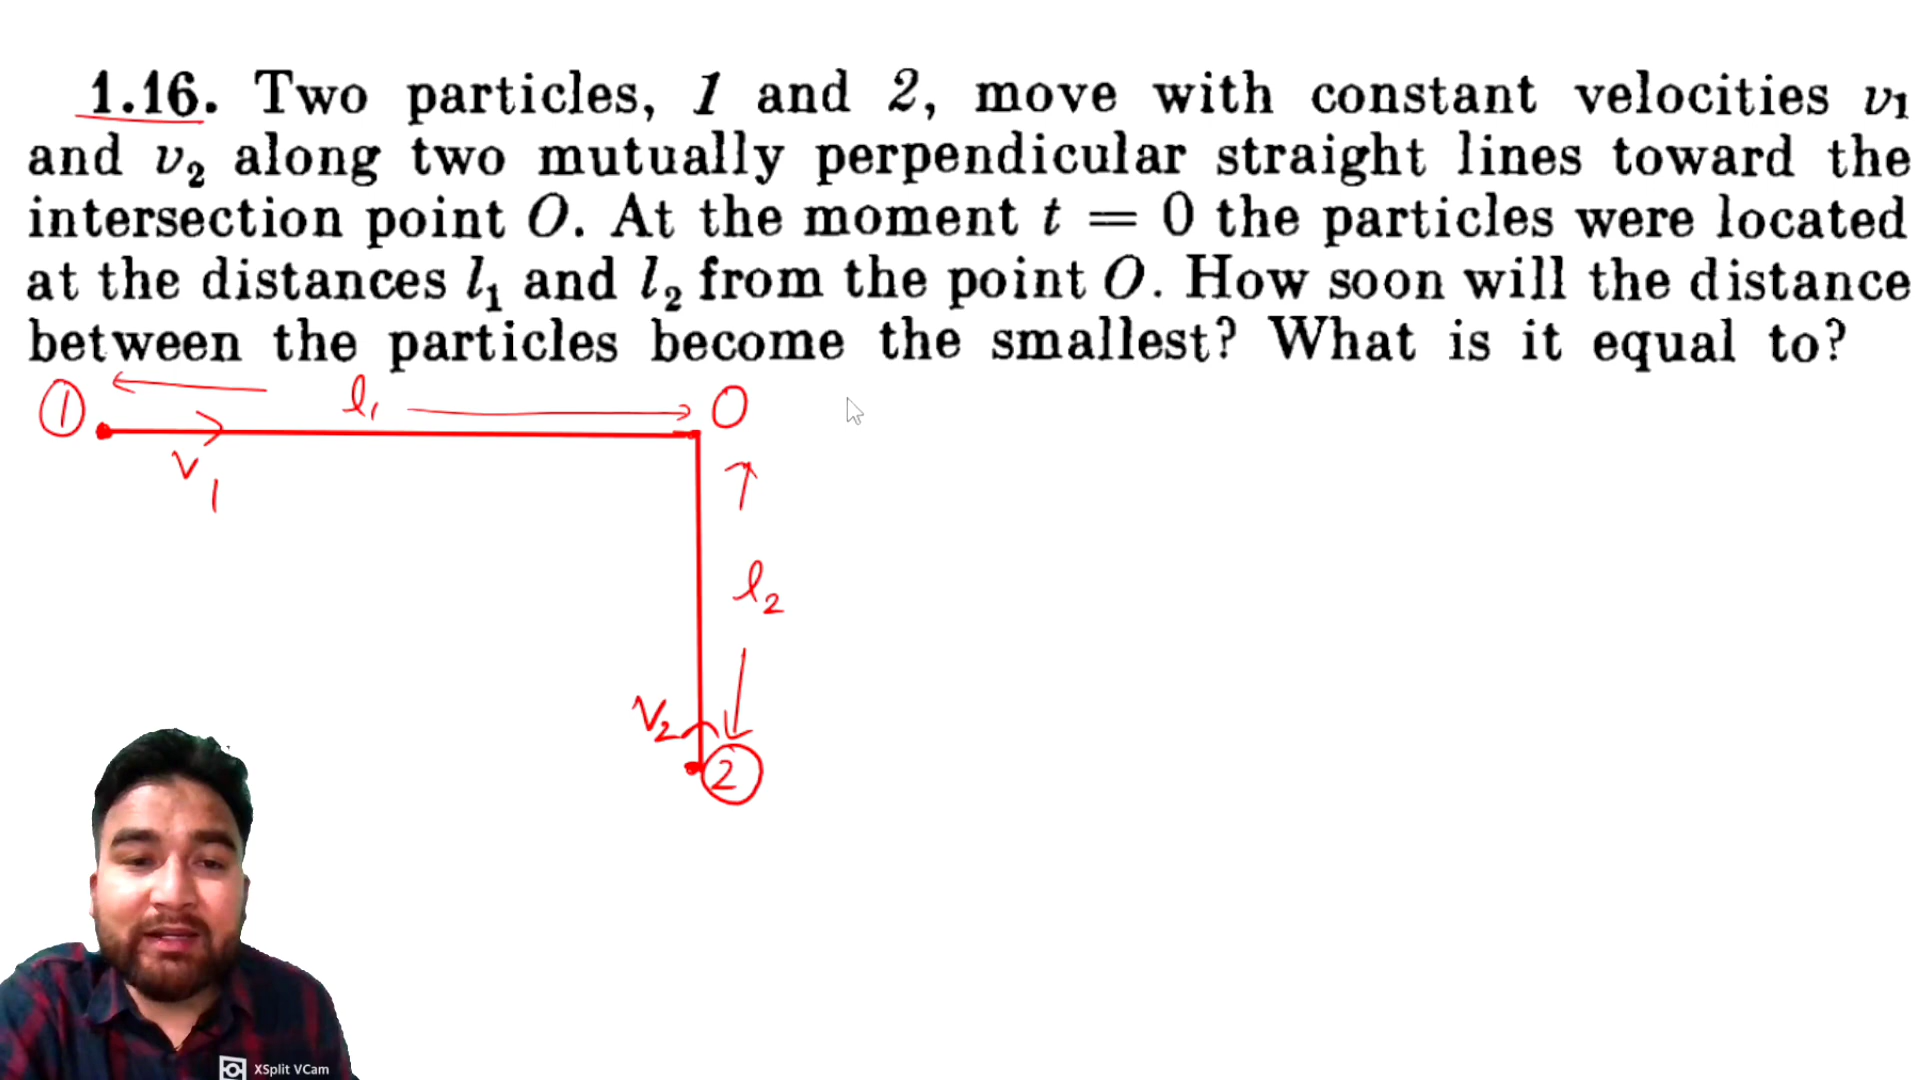 1.16. Two particles, 1 and 2, move with constant velocities v₁
and v₂ along two mutually perpendicular straight lines toward the
intersection point O. At the moment t = 0 the particles were located
at the distances l₁ and l₂ from the point O. How soon will the distance
between the particles become the smallest? What is it equal to?
① l₁ O
v₁
l₂
v₂
②
XSplit VCam